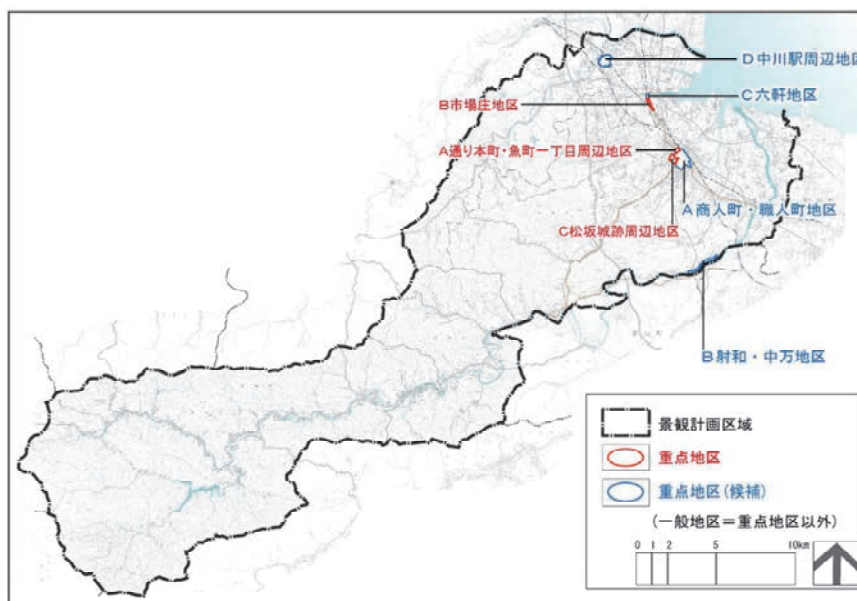 D中川駅周辺地区
C六軒地区
B市場庄地区
A通り本町・魚町一丁目周辺地区
A商人町・職人町地区
C松坂城跡周辺地区
B射和・中万地区
景観計画区域
重点地区
重点地区(候補)
(一般地区=重点地区以外)
0 1 2 5 10km